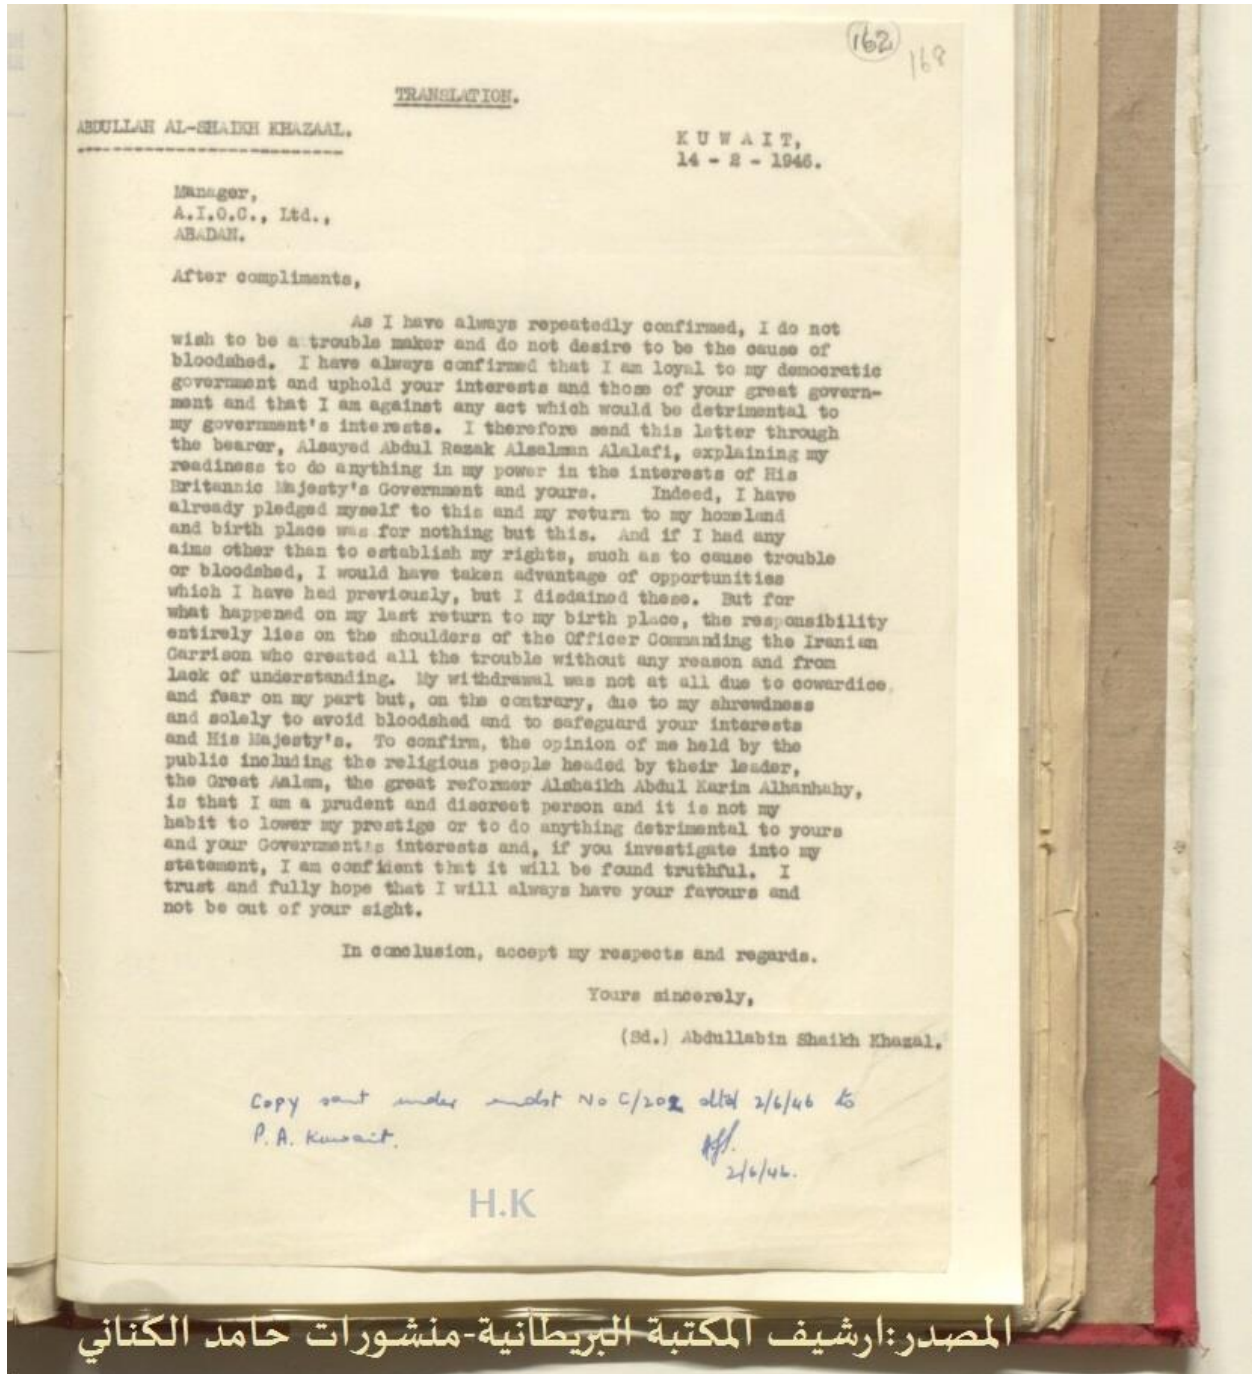 162
168
TRANSLATION.
ABDULLAH AL-SHAIKH KHAZAAL.
KUWAIT,
14 - 2 - 1946.
Manager,
A.I.O.C., Ltd.,
ABADAN.
After compliments,
As I have always repeatedly confirmed, I do not
wish to be a trouble maker and do not desire to be the cause of
bloodshed. I have always confirmed that I am loyal to my democratic
government and uphold your interests and those of your great govern-
ment and that I am against any act which would be detrimental to
my government's interests. I therefore send this letter through
the bearer, Alsayed Abdul Razak Alsalman Alalafi, explaining my
readiness to do anything in my power in the interests of His
Britannic Majesty's Government and yours. Indeed, I have
already pledged myself to this and my return to my homeland
and birth place was for nothing but this. And if I had any
aims other than to establish my rights, such as to cause trouble
or bloodshed, I would have taken advantage of opportunities
which I have had previously, but I disdained these. But for
what happened on my last return to my birth place, the responsibility
entirely lies on the shoulders of the Officer Commanding the Iranian
Garrison who created all the trouble without any reason and from
lack of understanding. My withdrawal was not at all due to cowardice
and fear on my part but, on the contrary, due to my shrewdness
and solely to avoid bloodshed and to safeguard your interests
and His Majesty's. To confirm, the opinion of me held by the
public including the religious people headed by their leader,
the Great Aalam, the great reformer Alshaikh Abdul Karim Alhanhahy,
is that I am a prudent and discreet person and it is not my
habit to lower my prestige or to do anything detrimental to yours
and your Government's interests and, if you investigate into my
statement, I am confident that it will be found truthful. I
trust and fully hope that I will always have your favours and
not be out of your sight.
In conclusion, accept my respects and regards.
Yours sincerely,
(Sd.) Abdullabin Shaikh Khazal.
Copy sent under endst No C/202 dtd 2/6/46 to
P.A. Kuwait.
2/6/46.
H.K
المصدر:ارشيف المكتبة البريطانية-منشورات حامد الكناني